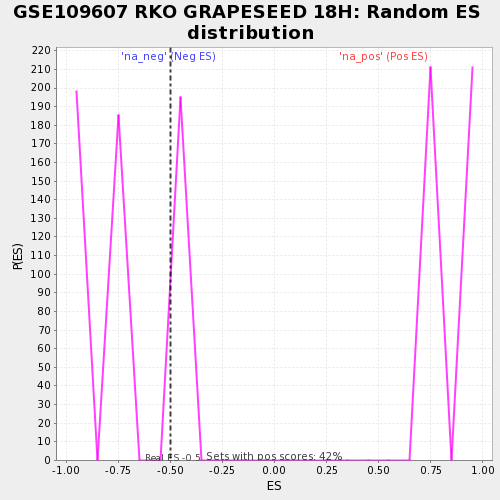 GSE109607 RKO GRAPESEED 18H: Random ES
distribution
'na_neg' (Neg ES)
'na_pos' (Pos ES)
220
210
200
190
180
170
160
150
140
130
120
110
100
90
80
70
60
50
40
30
20
10
0
P(ES)
Real ES -0.5
Sets with pos scores: 42%
-1.00 -0.75 -0.50 -0.25 0.00 0.25 0.50 0.75 1.00
ES